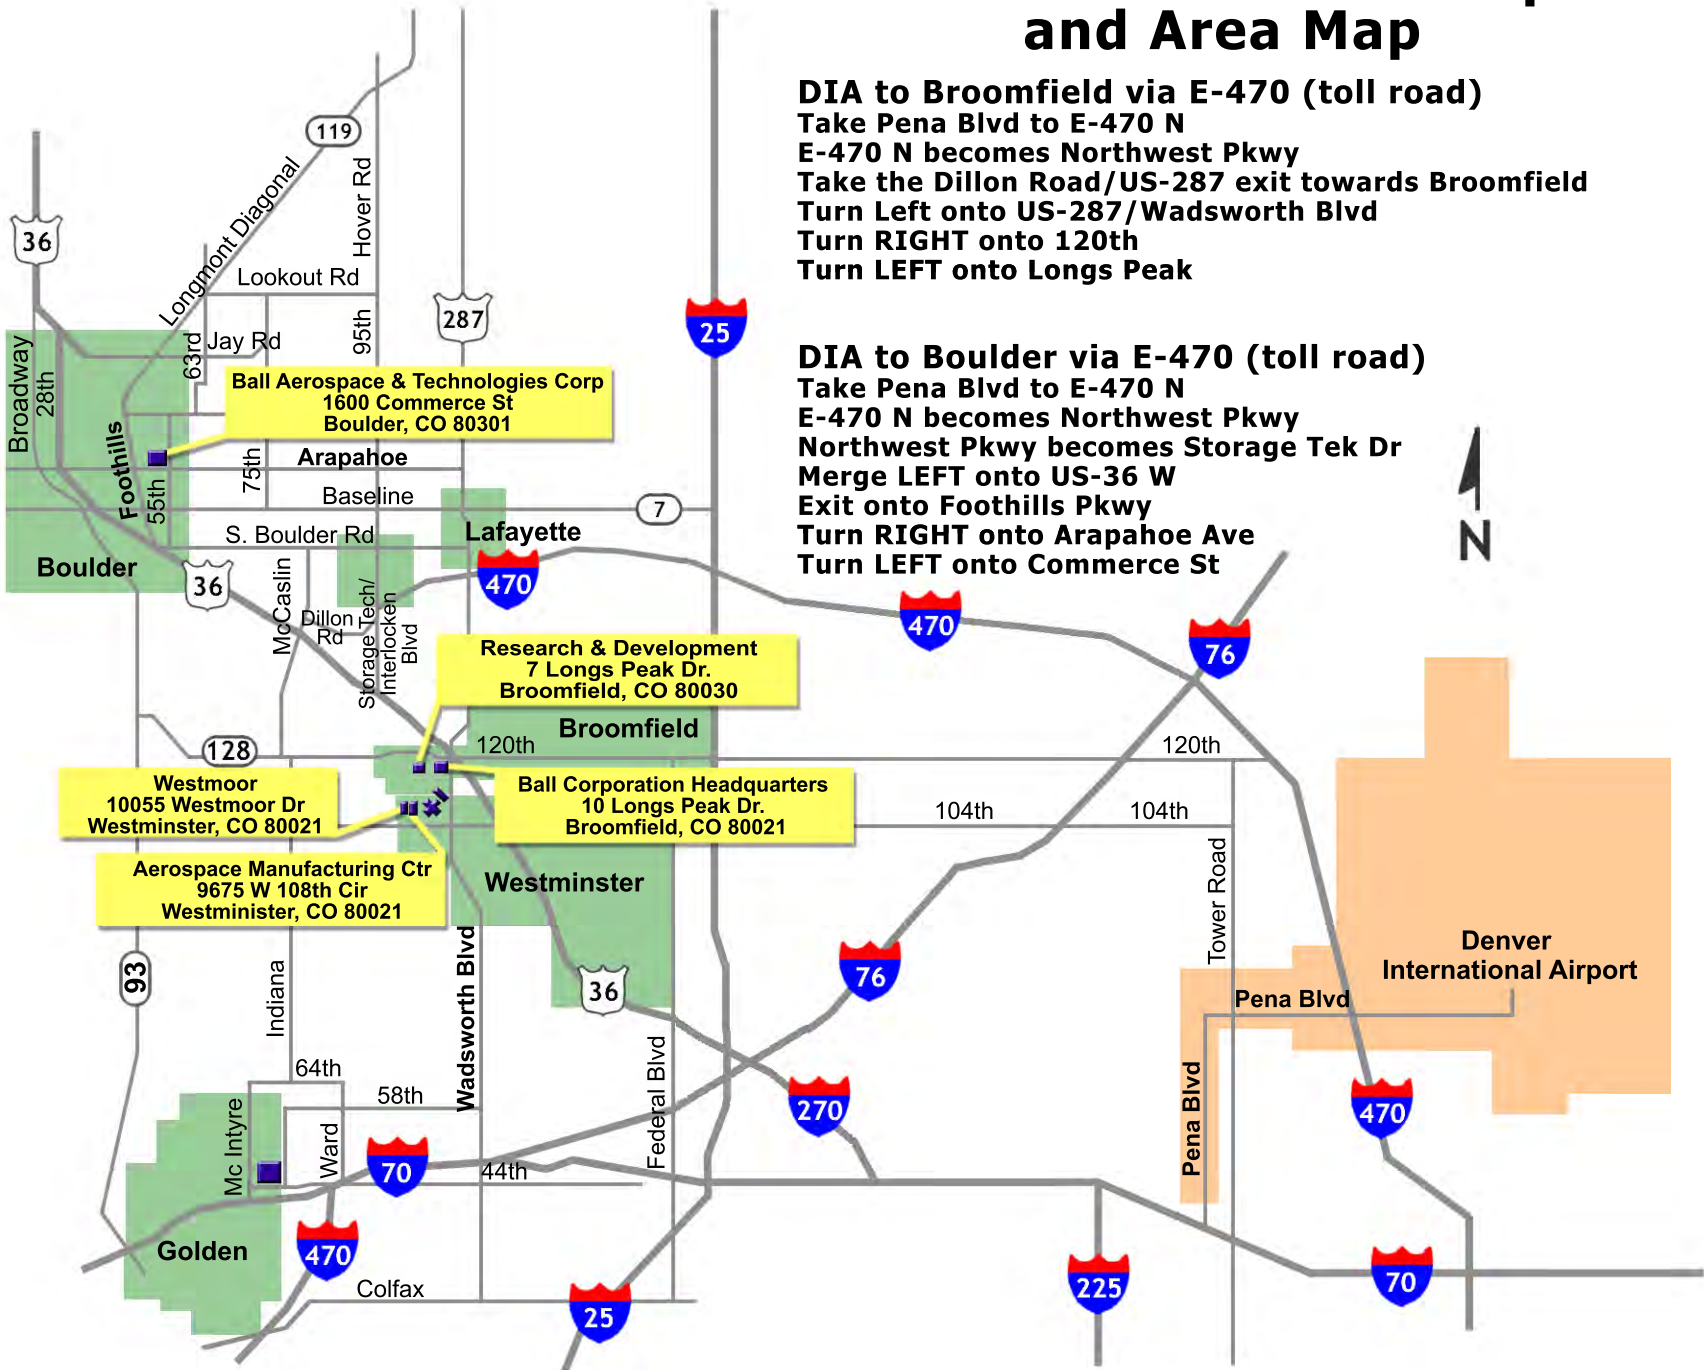 and Area Map
DIA to Broomfield via E-470 (toll road)
Take Pena Blvd to E-470 N
E-470 N becomes Northwest Pkwy
Take the Dillon Road/US-287 exit towards Broomfield
Turn Left onto US-287/Wadsworth Blvd
Turn RIGHT onto 120th
Turn LEFT onto Longs Peak
DIA to Boulder via E-470 (toll road)
Take Pena Blvd to E-470 N
E-470 N becomes Northwest Pkwy
Northwest Pkwy becomes Storage Tek Dr
Merge LEFT onto US-36 W
Exit onto Foothills Pkwy
Turn RIGHT onto Arapahoe Ave
Turn LEFT onto Commerce St
N
119
Longmont Diagonal
Hover Rd
36
Lookout Rd
287
25
95th
Jay Rd
63rd
Broadway
28th
Ball Aerospace & Technologies Corp
1600 Commerce St
Boulder, CO 80301
Foothills
55th
75th
Arapahoe
Baseline
7
S. Boulder Rd
Lafayette
Boulder
36
McCaslin
Dillon
Rd
Storage Tech/
Interlocken
Blvd
470
470
76
Research & Development
7 Longs Peak Dr.
Broomfield, CO 80030
Broomfield
128
120th
120th
Westmoor
10055 Westmoor Dr
Westminster, CO 80021
Ball Corporation Headquarters
10 Longs Peak Dr.
Broomfield, CO 80021
104th
104th
Aerospace Manufacturing Ctr
9675 W 108th Cir
Westminister, CO 80021
Westminster
Tower Road
Denver
International Airport
93
Indiana
Wadsworth Blvd
36
76
Pena Blvd
Pena Blvd
64th
58th
Mc Intyre
Ward
Federal Blvd
270
470
70
44th
Golden
470
Colfax
25
225
70